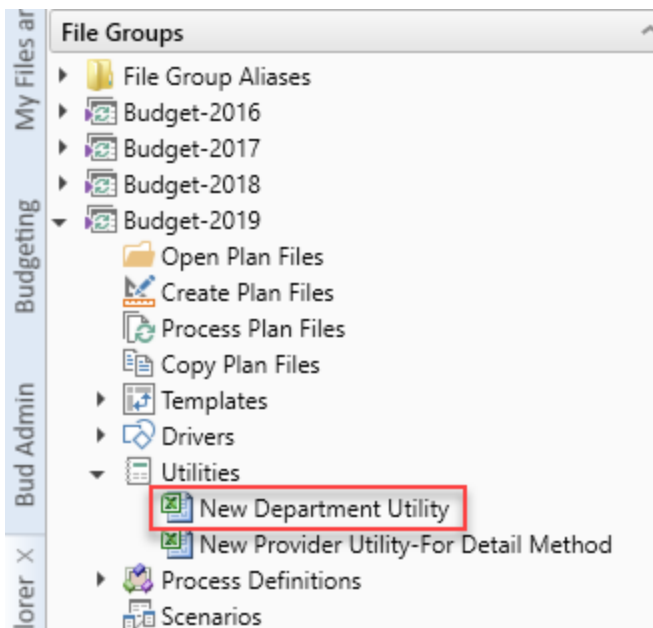 File Groups
File Group Aliases
Budget-2016
Budget-2017
Budget-2018
Budget-2019
Open Plan Files
Create Plan Files
Process Plan Files
Copy Plan Files
Templates
Drivers
Utilities
New Department Utility
New Provider Utility-For Detail Method
Process Definitions
Scenarios
My Files
Budgeting
Bud Admin